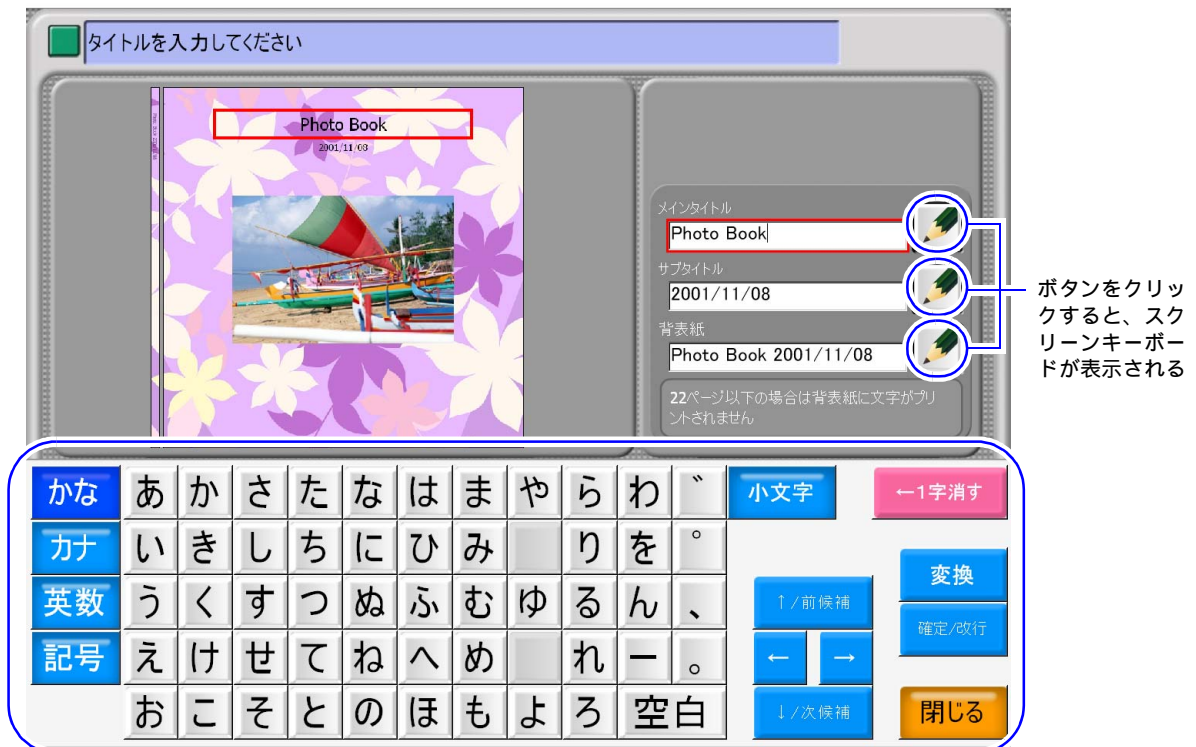 タイトルを入力してください
Photo Book
2001/11/08
メインタイトル
Photo Book
サブタイトル
2001/11/08
背表紙
Photo Book 2001/11/08
22ページ以下の場合は背表紙に文字がプリ
ントされません
ボタンをクリッ
クすると、スク
リーンキーボー
ドが表示される
かな あ か さ た な は ま や ら わ ゛ 小文字 ←1字消す
カナ い き し ち に ひ み り を ゜
英数 う く す つ ぬ ふ む ゆ る ん 、 ↑/前候補 変換
確定/改行
記号 え け せ て ね へ め れ ー 。 ← →
お こ そ と の ほ も よ ろ 空白 ↓/次候補 閉じる